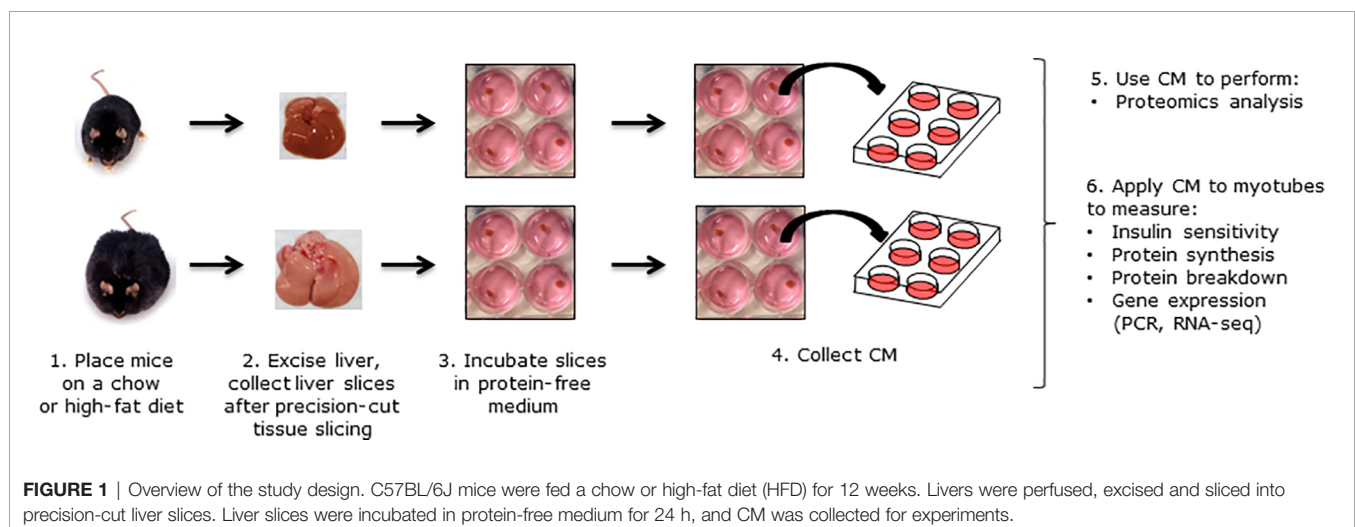 1. Place mice
on a chow
or high-fat diet
2. Excise liver,
collect liver slices
after precision-cut
tissue slicing
3. Incubate slices
in protein-free
medium
4. Collect CM
5. Use CM to perform:
• Proteomics analysis
6. Apply CM to myotubes
to measure:
• Insulin sensitivity
• Protein synthesis
• Protein breakdown
• Gene expression
(PCR, RNA-seq)
FIGURE 1 | Overview of the study design. C57BL/6J mice were fed a chow or high-fat diet (HFD) for 12 weeks. Livers were perfused, excised and sliced into
precision-cut liver slices. Liver slices were incubated in protein-free medium for 24 h, and CM was collected for experiments.